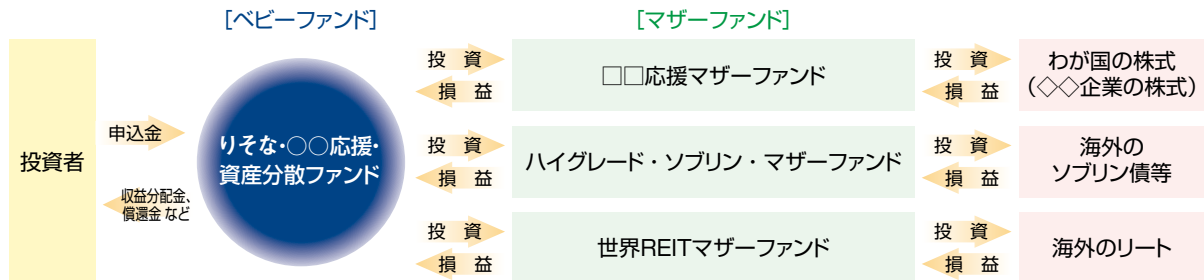 [ベビーファンド]
[マザーファンド]
投資者
申込金
収益分配金、
償還金 など
りそな・○○応援・
資産分散ファンド
投 資
損 益
□□応援マザーファンド
投 資
損 益
わが国の株式
（◇◇企業の株式）
投 資
損 益
ハイグレード・ソブリン・マザーファンド
投 資
損 益
海外の
ソブリン債等
投 資
損 益
世界REITマザーファンド
投 資
損 益
海外のリート